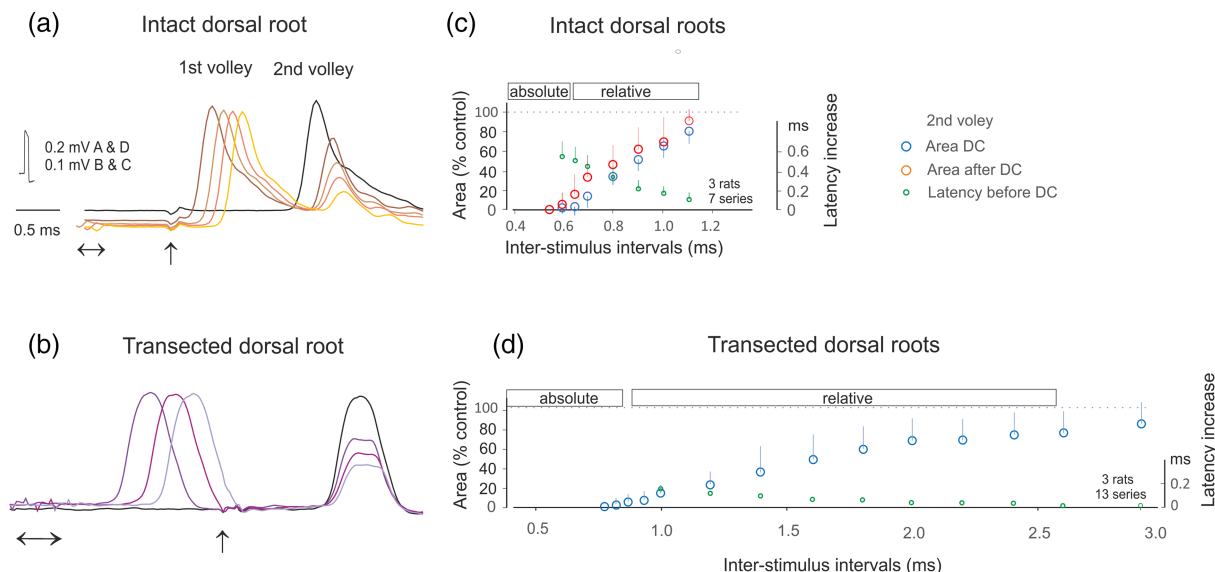 (a)
Intact dorsal root
1st volley 2nd volley
0.2 mV A & D
0.1 mV B & C
0.5 ms
(c)
Intact dorsal roots
absolute relative
Area (% control)
100
80
60
40
20
0
0.4 0.6 0.8 1.0 1.2
Inter-stimulus intervals (ms)
3 rats
7 series
ms
0.6
0.4
0.2
0
Latency increase
2nd voley
Area DC
Area after DC
Latency before DC
(b)
Transected dorsal root
(d)
Transected dorsal roots
absolute relative
Area (% control)
100
80
60
40
20
0
0.5 1.0 1.5 2.0 2.5 3.0
Inter-stimulus intervals (ms)
3 rats
13 series
ms
0.2
0
Latency increase